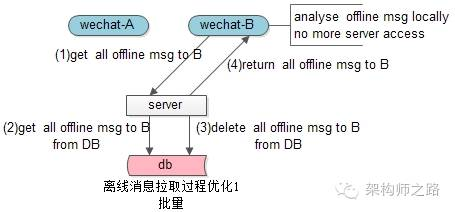 wechat-A
wechat-B
analyse offline msg locally
no more server access
(1)get all offline msg to B
(4)return all offline msg to B
server
(2)get all offline msg to B
from DB
(3)delete all offline msg to B
from DB
db
离线消息拉取过程优化1
批量
架构师之路